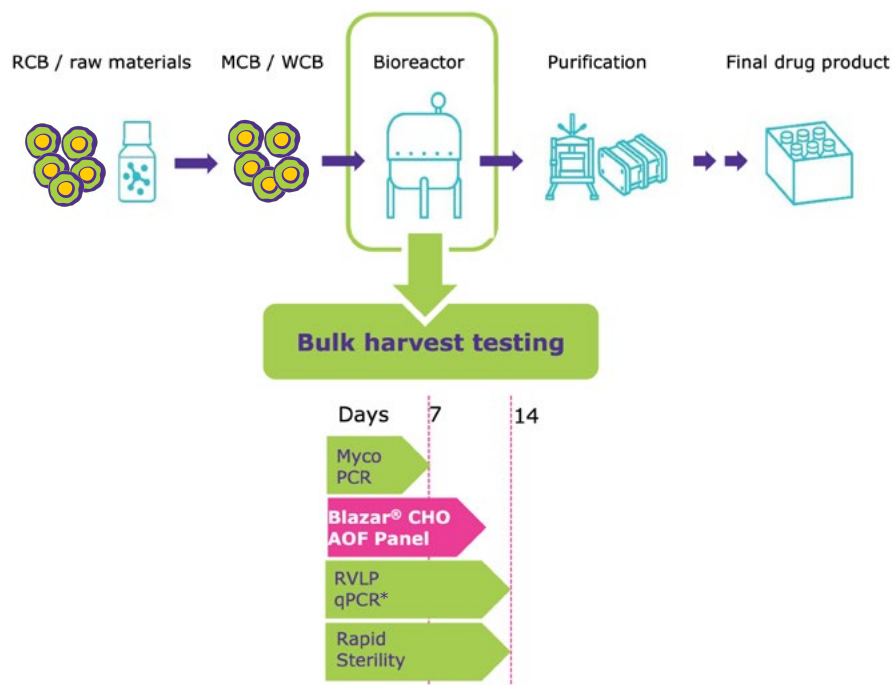 RCB / raw materials
MCB / WCB
Bioreactor
Purification
Final drug product
Bulk harvest testing
Days 7 14
Myco
PCR
Blazar® CHO
AOF Panel
RVLP
qPCR*
Rapid
Sterility